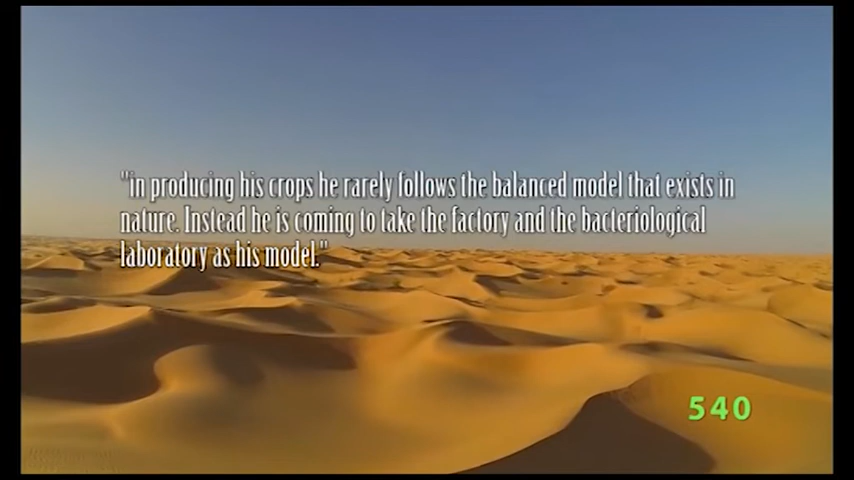 "in producing his crops he rarely follows the balanced model that exists in
nature. Instead he is coming to take the factory and the bacteriological
laboratory as his model."
540